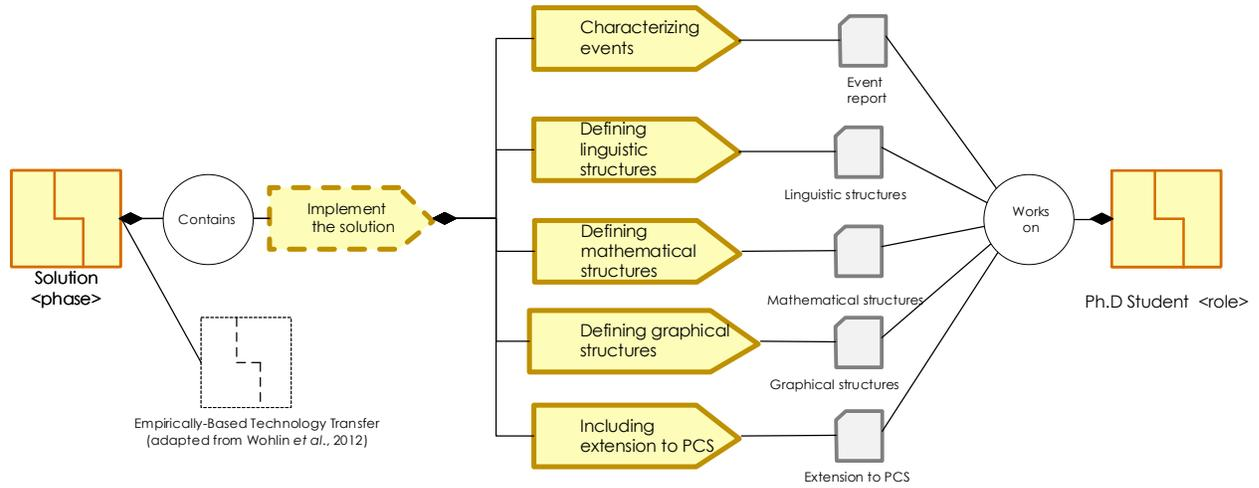 Characterizing
events
Event
report
Defining
linguistic
structures
Linguistic structures
Solution
<phase>
Contains
Implement
the solution
Defining
mathematical
structures
Mathematical structures
Works
on
Ph.D Student <role>
Defining graphical
structures
Graphical structures
Empirically-Based Technology Transfer
(adapted from Wohlin et al., 2012)
Including
extension to PCS
Extension to PCS